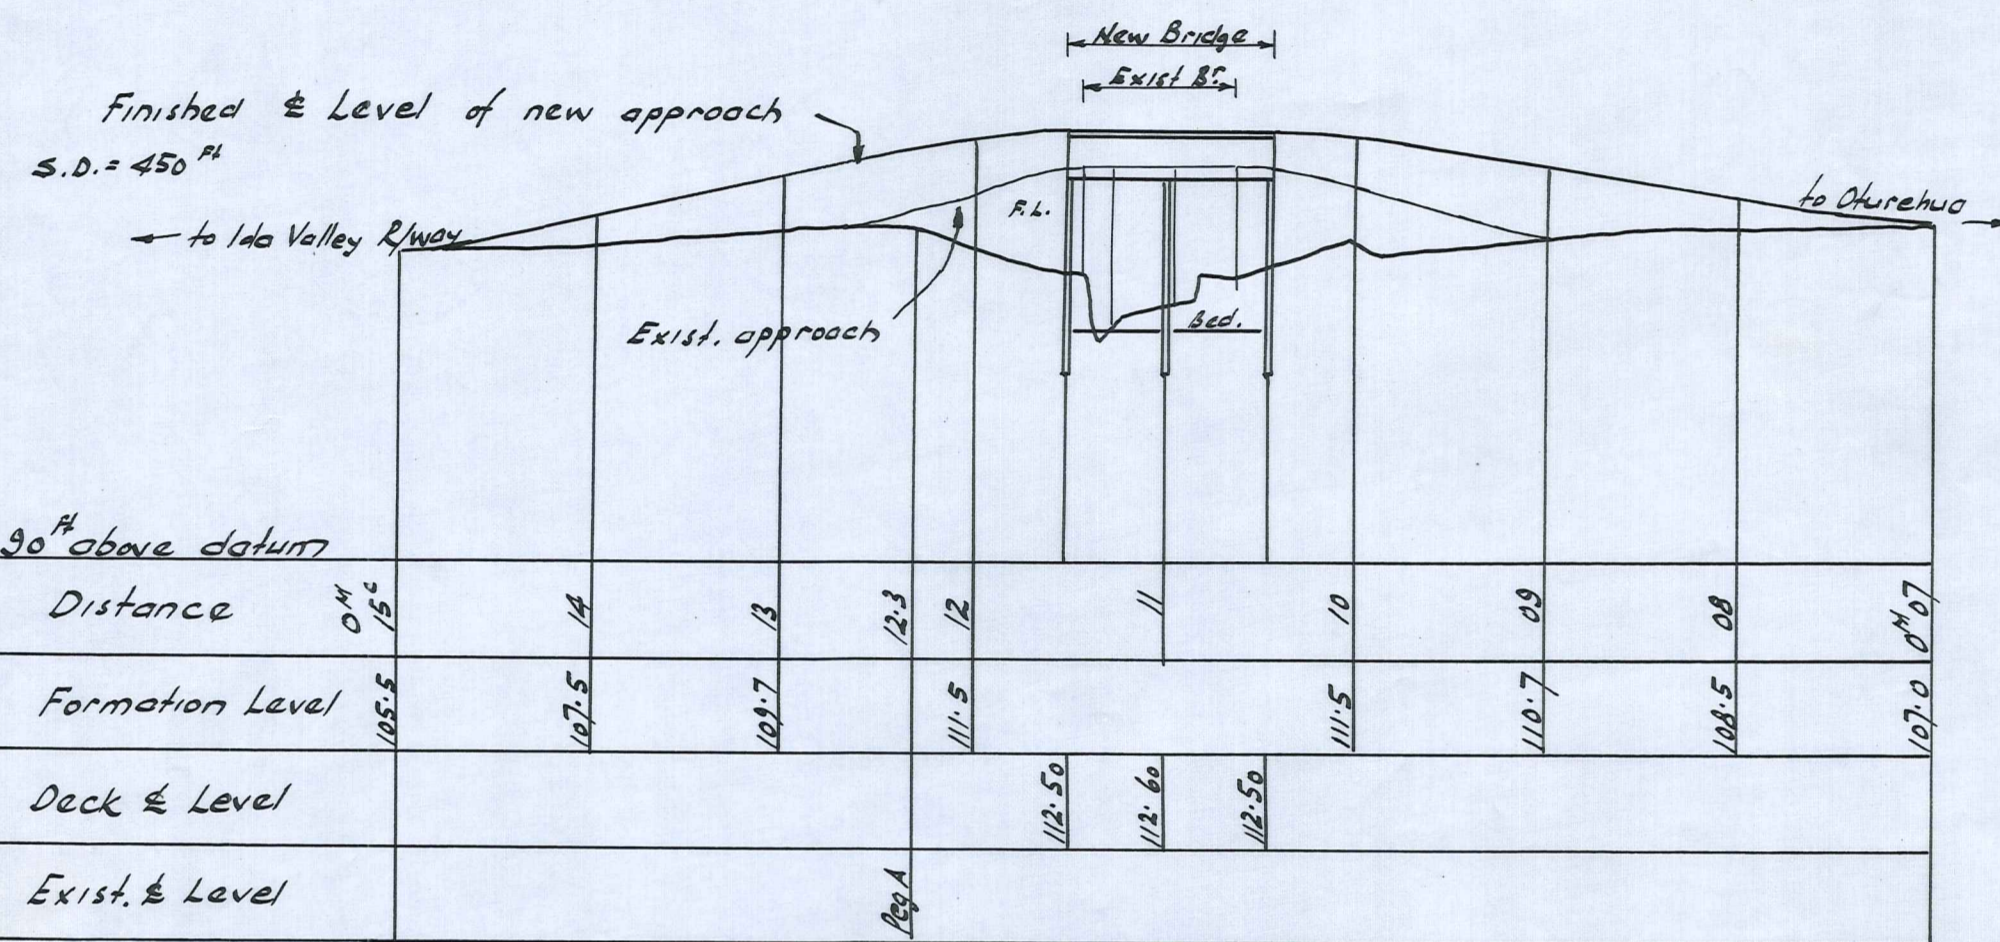 New Bridge
Exist Br.
Finished ℄ Level of new approach
S.D. = 450 Ft
F.L.
to Oturehua
← to Ida Valley R/way
Exist. approach
Bed.
90 Ft above datum
Distance 0M 15c 14 13 12.3 12 11 10 09 08 0M 07
Formation Level 105.5 107.5 109.7 111.5 111.5 110.7 108.5 107.0
Deck ℄ Level 112.50 112.60 112.50
Exist. ℄ Level Peg A